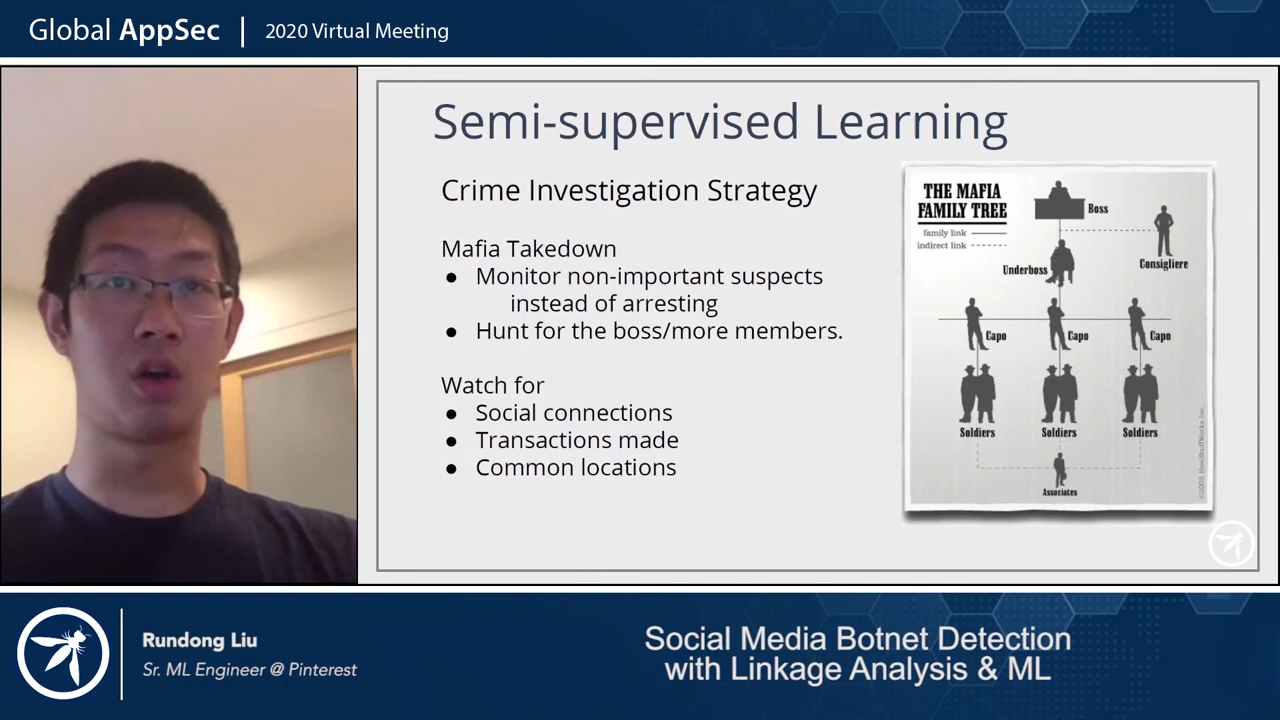 Global AppSec | 2020 Virtual Meeting
Semi-supervised Learning
Crime Investigation Strategy
Mafia Takedown
● Monitor non-important suspects
instead of arresting
● Hunt for the boss/more members.
Watch for
● Social connections
● Transactions made
● Common locations
THE MAFIA
FAMILY TREE
family link
indirect link
Boss
Underboss
Consigliere
Capo
Capo
Capo
Soldiers
Soldiers
Soldiers
Associates
Rundong Liu
Sr. ML Engineer @ Pinterest
Social Media Botnet Detection
with Linkage Analysis & ML